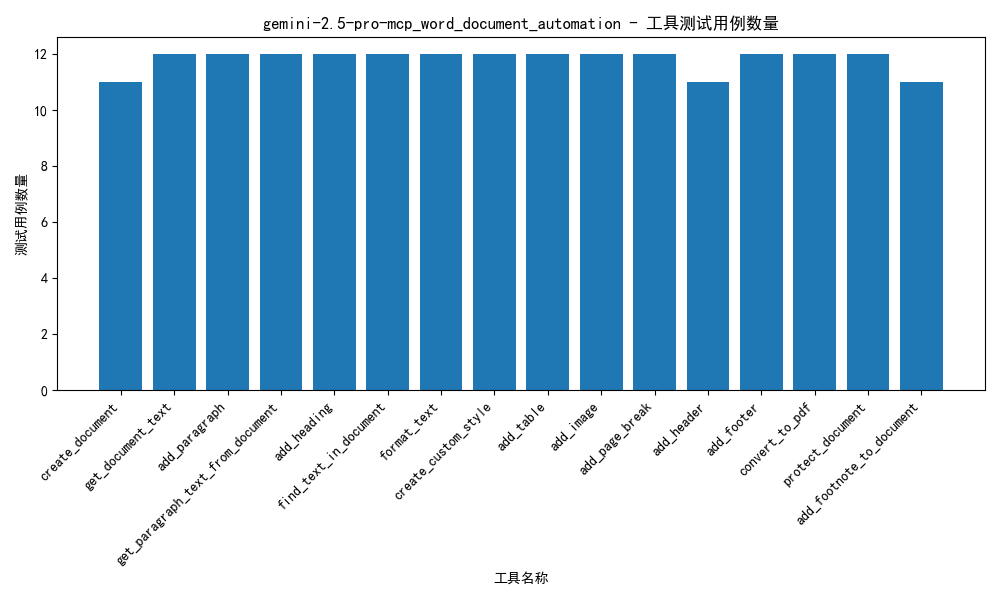 gemini-2.5-pro-mcp_word_document_automation - 工具测试用例数量
测试用例数量
12
10
8
6
4
2
0
create_document
get_document_text
add_paragraph
get_paragraph_text_from_document
add_heading
find_text_in_document
format_text
create_custom_style
add_table
add_image
add_page_break
add_header
add_footer
convert_to_pdf
protect_document
add_footnote_to_document
工具名称